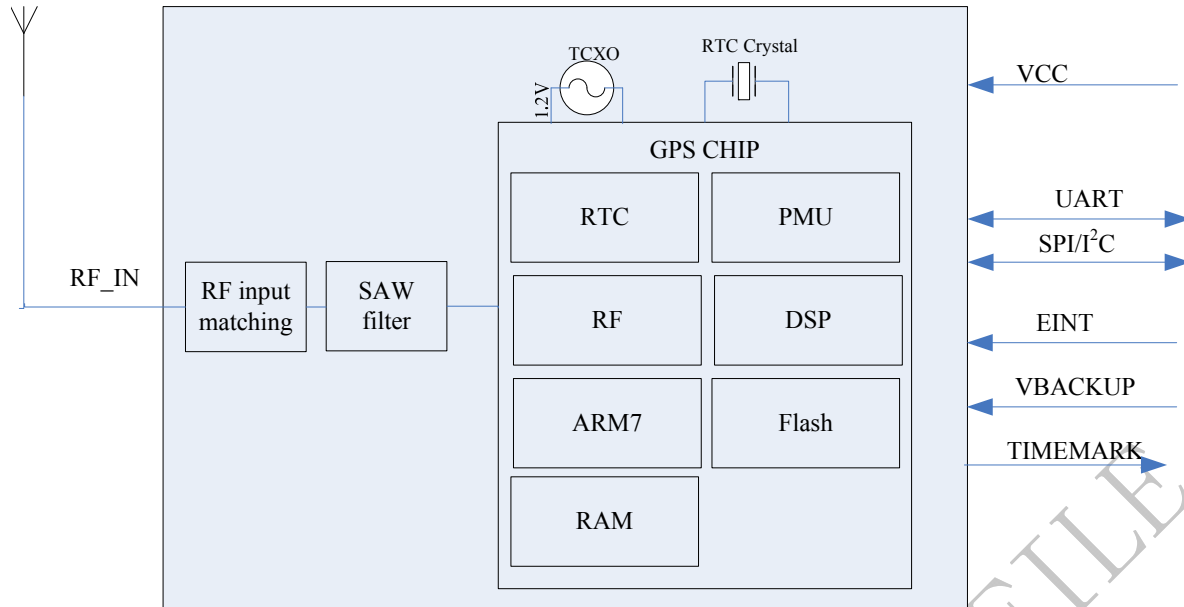 TCXO
RTC Crystal
1.2V
VCC
GPS CHIP
RTC
PMU
UART
SPI/I²C
RF_IN
RF input
matching
SAW
filter
RF
DSP
EINT
VBACKUP
ARM7
Flash
TIMEMARK
RAM
FILE